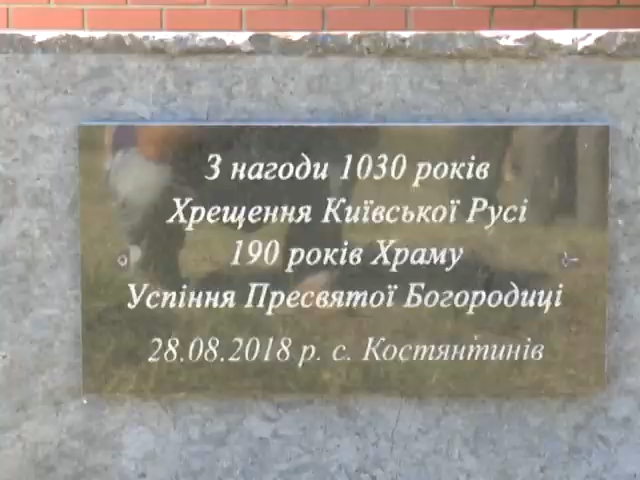 З нагоди 1030 років
Хрещення Київської Русі
190 років Храму
Успіння Пресвятої Богородиці
28.08.2018 р. с. Костянтинів